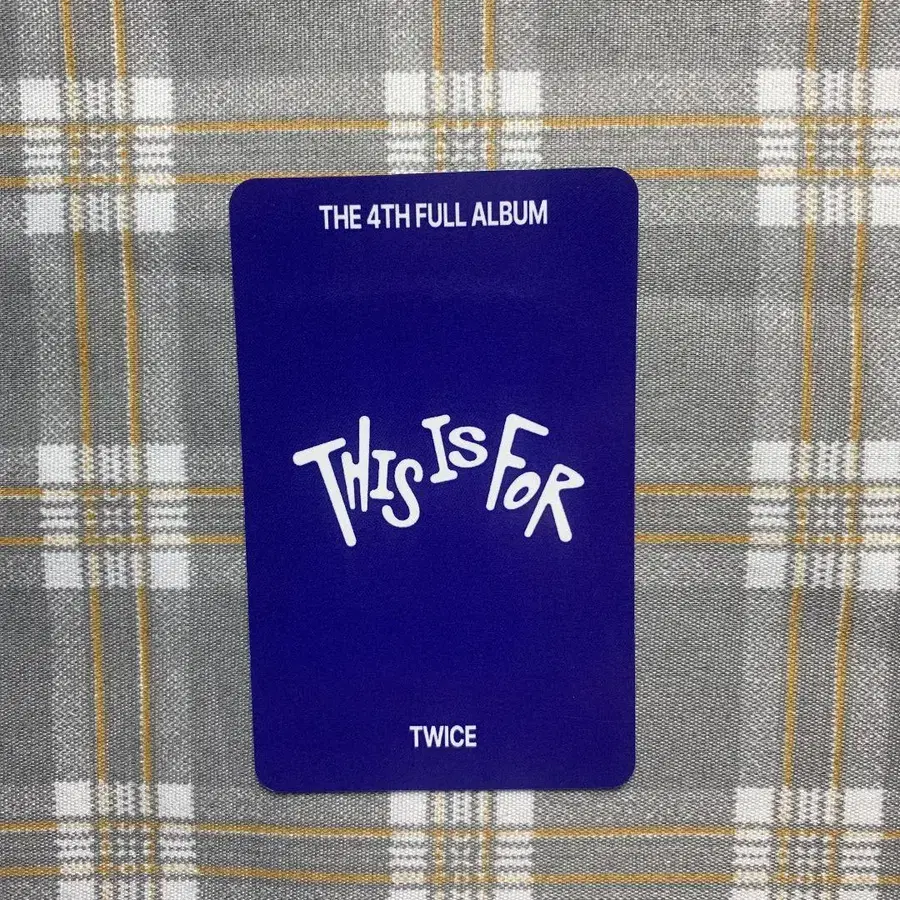 THE 4TH FULL ALBUM
THIS IS FOR
TWICE